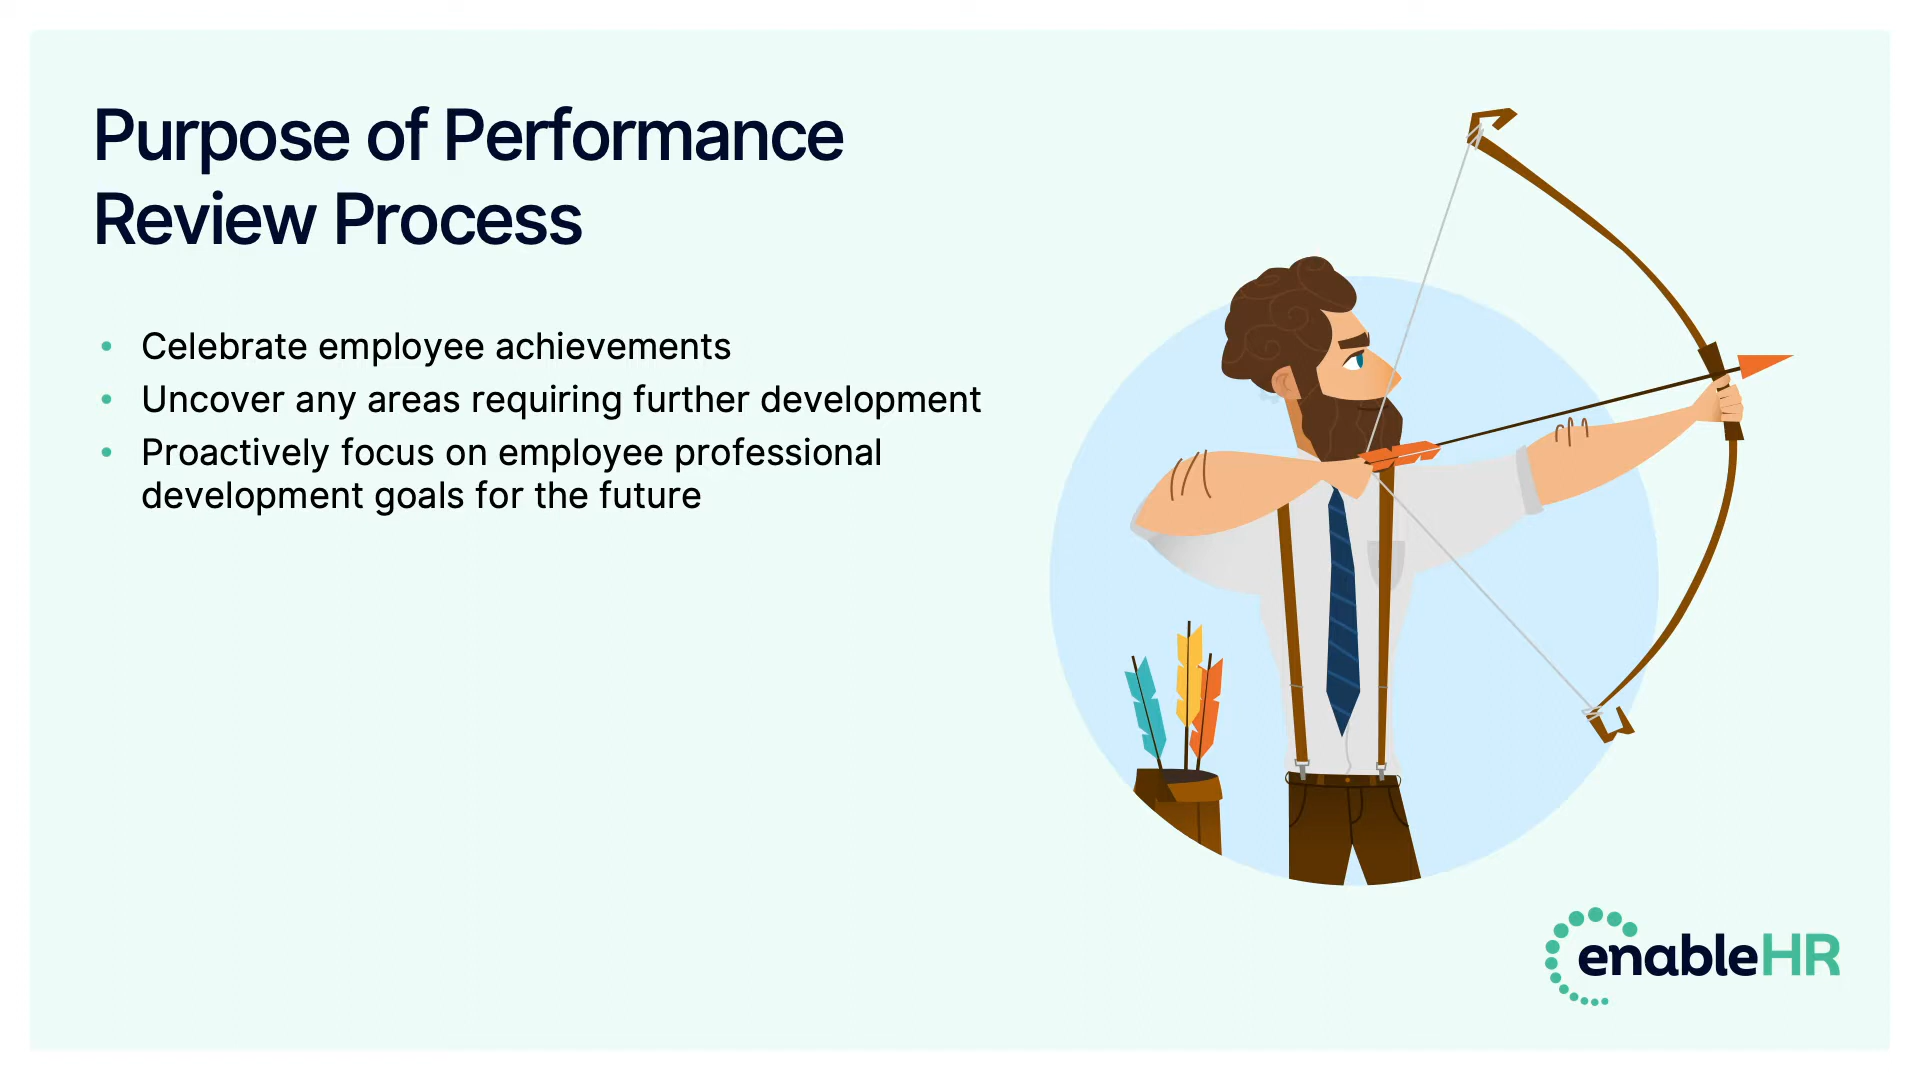 Purpose of Performance
Review Process
• Celebrate employee achievements
• Uncover any areas requiring further development
• Proactively focus on employee professional
development goals for the future
enableHR